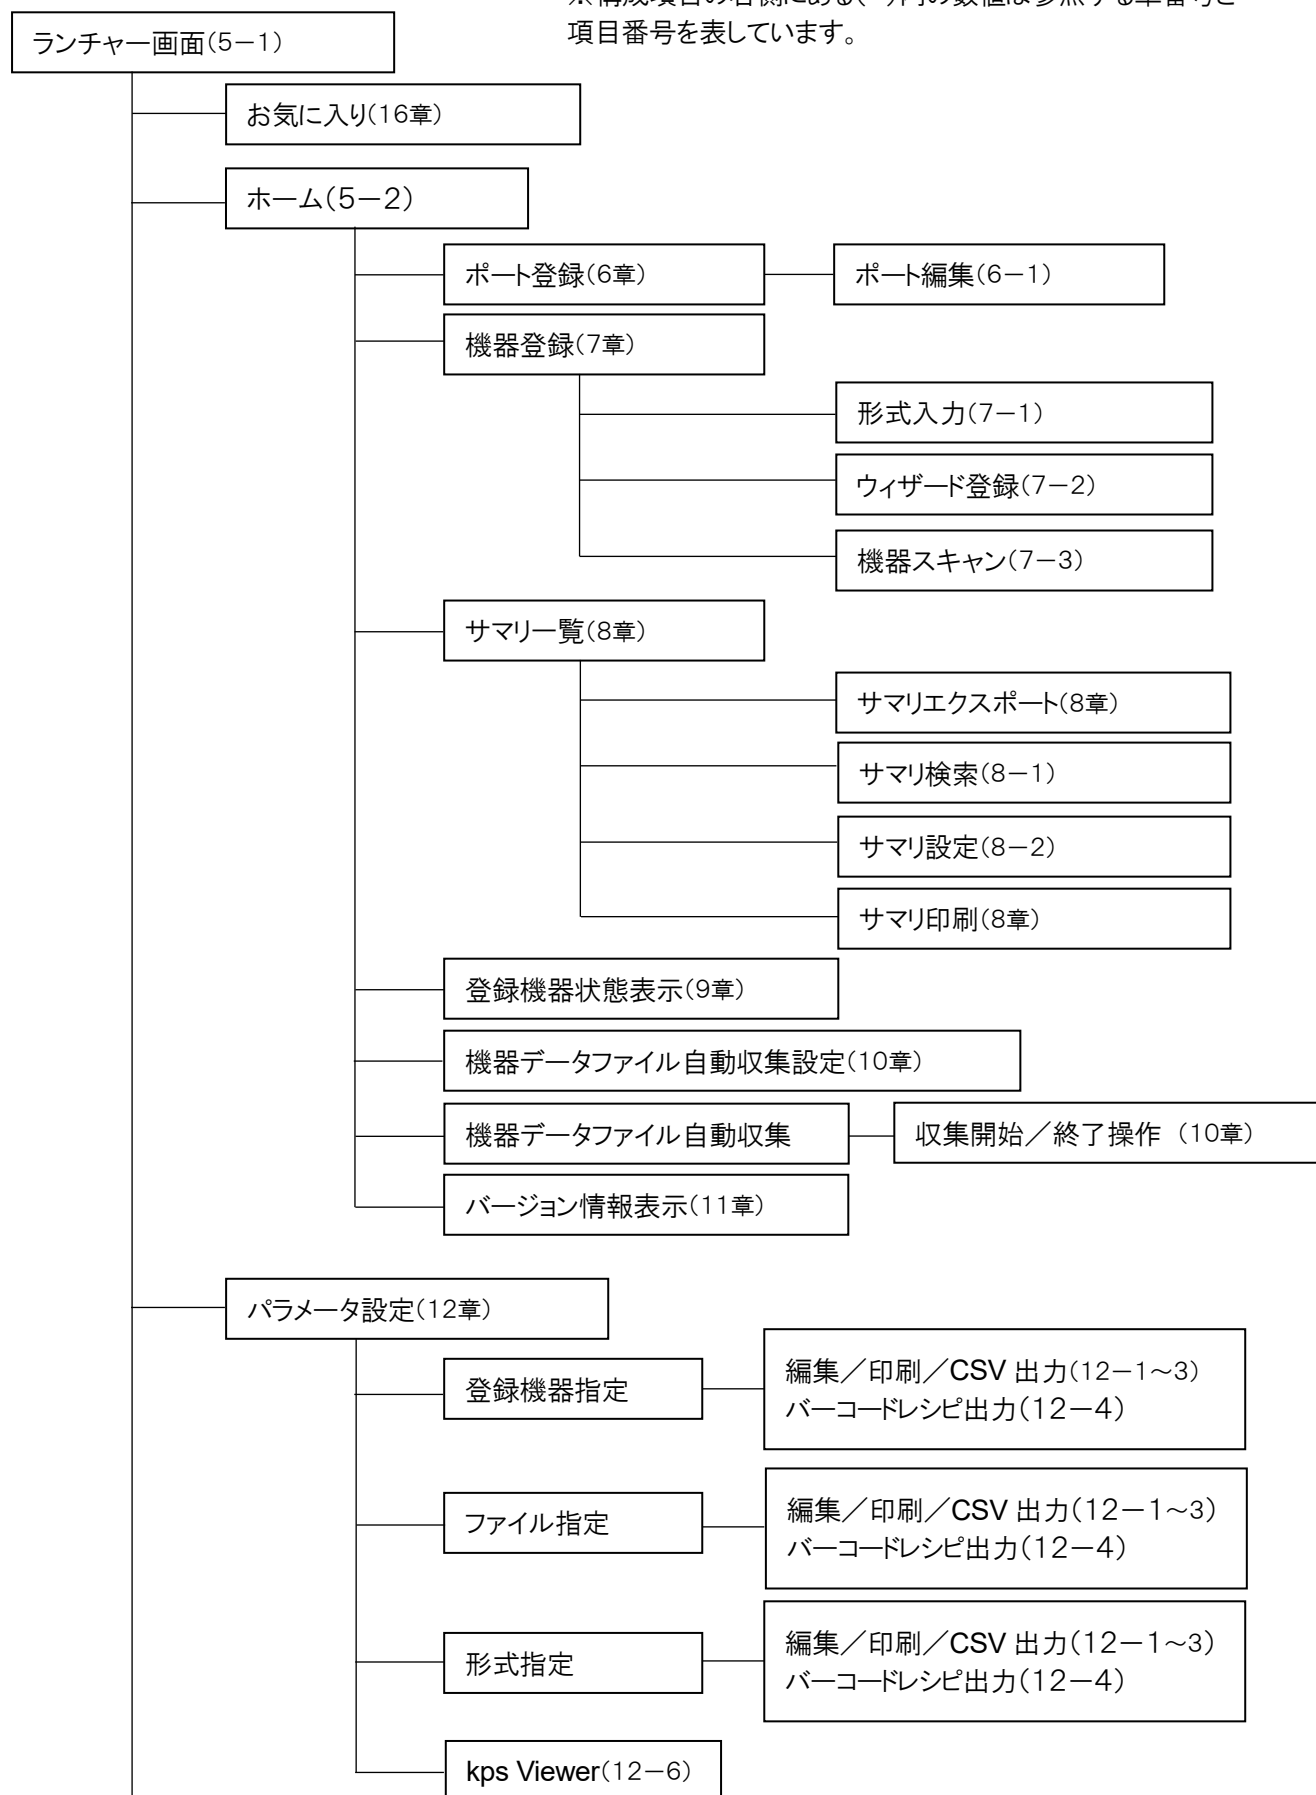 項目番号を表しています。
ランチャー画面(5－1)
お気に入り(16章)
ホーム(5－2)
ポート登録(6章)
ポート編集(6－1)
機器登録(7章)
形式入力(7－1)
ウィザード登録(7－2)
機器スキャン(7－3)
サマリ一覧(8章)
サマリエクスポート(8章)
サマリ検索(8－1)
サマリ設定(8－2)
サマリ印刷(8章)
登録機器状態表示(9章)
機器データファイル自動収集設定(10章)
機器データファイル自動収集
収集開始／終了操作 (10章)
バージョン情報表示(11章)
パラメータ設定(12章)
登録機器指定
編集／印刷／CSV 出力(12－1～3)
バーコードレシピ出力(12－4)
ファイル指定
編集／印刷／CSV 出力(12－1～3)
バーコードレシピ出力(12－4)
形式指定
編集／印刷／CSV 出力(12－1～3)
バーコードレシピ出力(12－4)
kps Viewer(12－6)